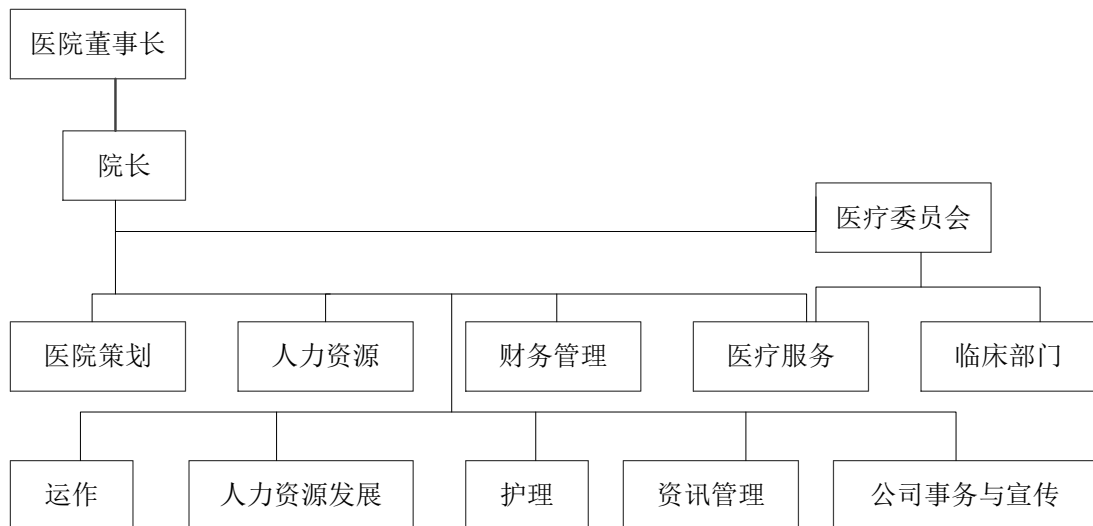 医院董事长
院长
医疗委员会
医院策划
人力资源
财务管理
医疗服务
临床部门
运作
人力资源发展
护理
资讯管理
公司事务与宣传